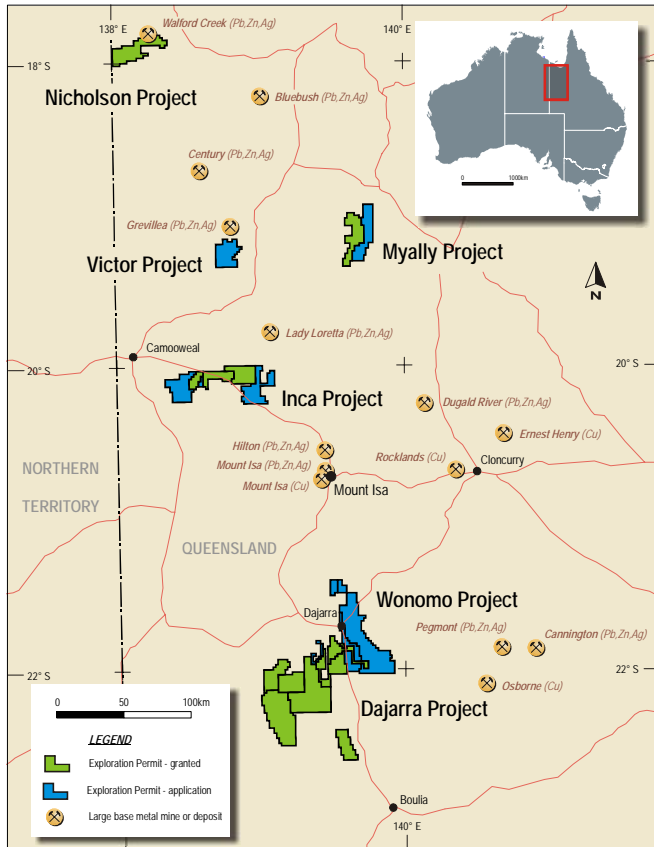 138° E
Walford Creek (Pb,Zn,Ag)
140° E
18° S
Nicholson Project
Bluebush (Pb,Zn,Ag)
0 1000km
Century (Pb,Zn,Ag)
Grevillea (Pb,Zn,Ag)
Victor Project
Myally Project
N
Lady Loretta (Pb,Zn,Ag)
Camooweal
20° S
20° S
Inca Project
Dugald River (Pb,Zn,Ag)
Ernest Henry (Cu)
Hilton (Pb,Zn,Ag)
Rocklands (Cu)
Mount Isa (Pb,Zn,Ag)
Cloncurry
Mount Isa (Cu)
Mount Isa
NORTHERN
TERRITORY
QUEENSLAND
Wonomo Project
Dajarra
Pegmont (Pb,Zn,Ag)
Cannington (Pb,Zn,Ag)
22° S
22° S
Osborne (Cu)
Dajarra Project
0 50 100km
LEGEND
Exploration Permit - granted
Exploration Permit - application
Large base metal mine or deposit
Boulia
140° E